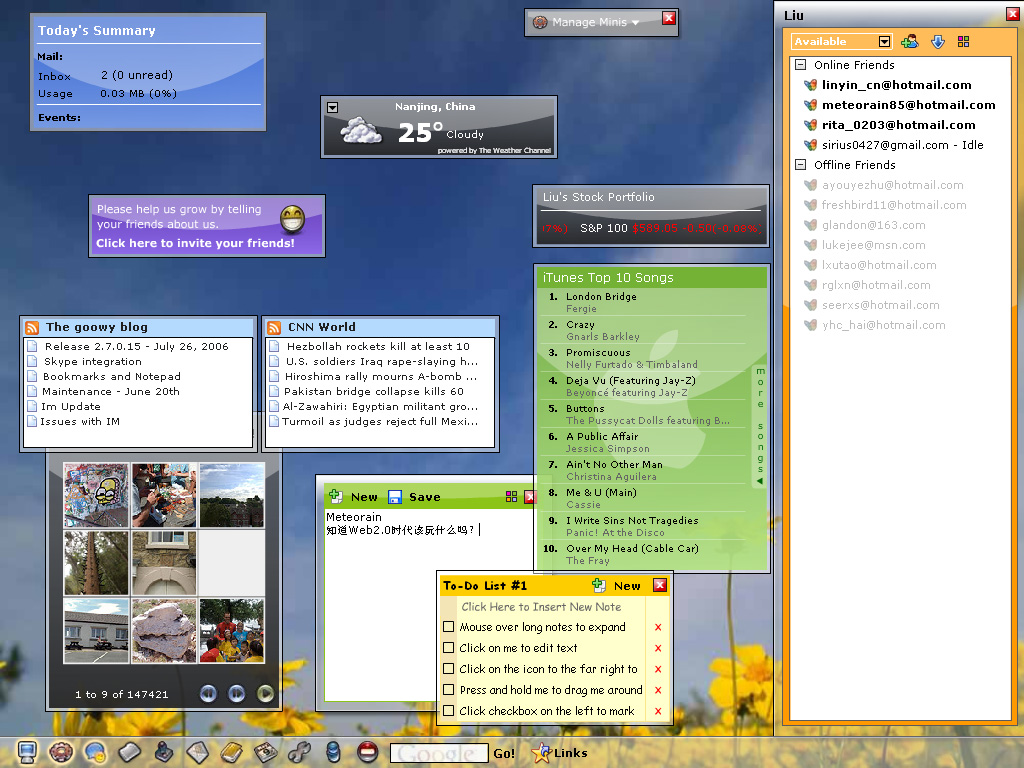 Today's Summary
Mail:
Inbox 2 (0 unread)
Usage 0.03 MB (0%)
Events:
Manage Minis
Nanjing, China
25° Cloudy
powered by The Weather Channel
Please help us grow by telling
your friends about us.
Click here to invite your friends!
Liu's Stock Portfolio
S&P 100
iTunes Top 10 Songs
1. London Bridge
Fergie
2. Crazy
Gnarls Barkley
3. Promiscuous
Nelly Furtado & Timbaland
4. Deja Vu (Featuring Jay-Z)
Beyoncé featuring Jay-Z
5. Buttons
The Pussycat Dolls featuring B...
6. A Public Affair
Jessica Simpson
7. Ain't No Other Man
Christina Aguilera
8. Me & U (Main)
Cassie
9. I Write Sins Not Tragedies
Panic! At the Disco
10. Over My Head (Cable Car)
The Fray
more songs
The goowy blog
Release 2.7.0.15 - July 26, 2006
Skype integration
Bookmarks and Notepad
Maintenance - June 20th
Im Update
Issues with IM
CNN World
Hezbollah rockets kill at least 10
U.S. soldiers Iraq rape-slaying h...
Hiroshima rally mourns A-bomb ...
Pakistan bridge collapse kills 60
Al-Zawahiri: Egyptian militant gro...
Turmoil as judges reject full Mexi...
1 to 9 of 147421
New Save
Meteorain
知道Web2.0时代该玩什么吗?
To-Do List #1 New
Click Here to Insert New Note
Mouse over long notes to expand
Click on me to edit text
Click on the icon to the far right to
Press and hold me to drag me around
Click checkbox on the left to mark
Liu
Available
Online Friends
linyin_cn@hotmail.com
meteorain85@hotmail.com
rita_0203@hotmail.com
sirius0427@gmail.com - Idle
Offline Friends
ayouyezhu@hotmail.com
freshbird11@hotmail.com
glandon@163.com
lukejee@msn.com
lxutao@hotmail.com
rglxn@hotmail.com
seerxs@hotmail.com
yhc_hai@hotmail.com
Google Go! Links